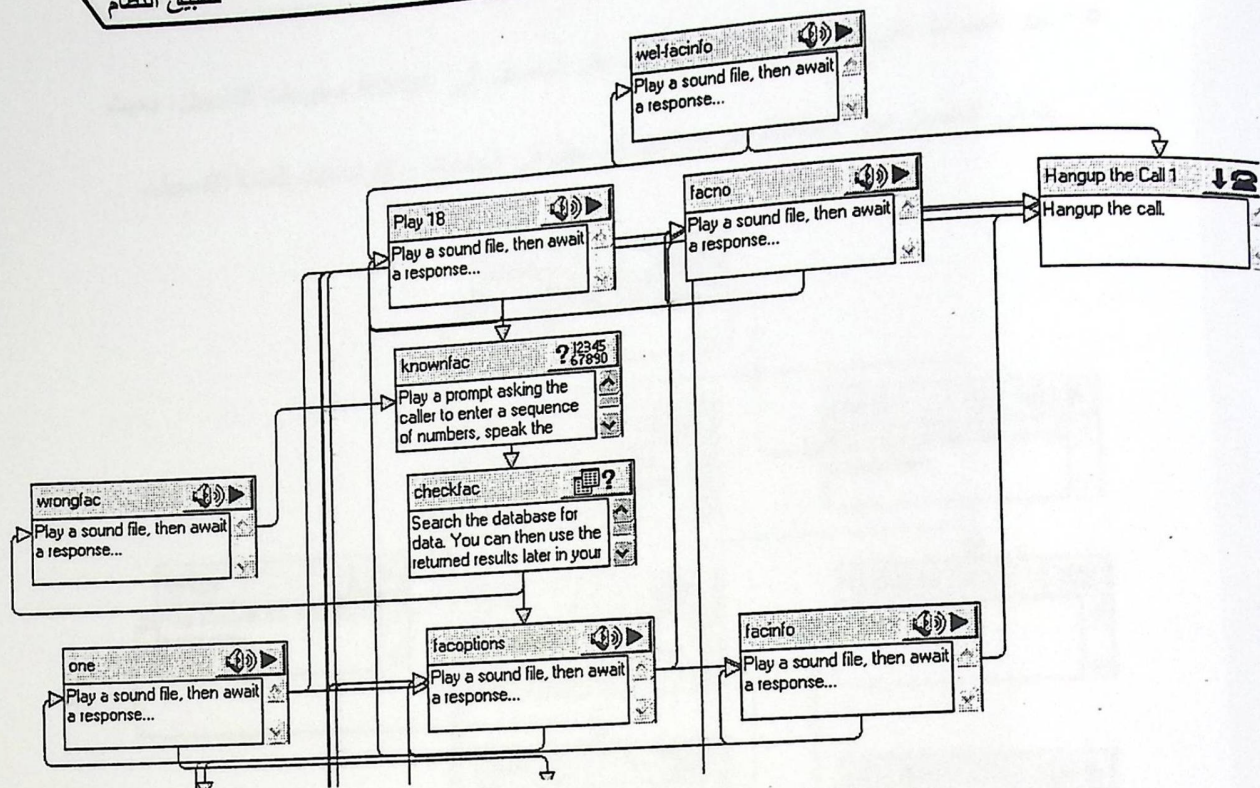 تطبيق النظام
wel-facinfo
Play a sound file, then await
a response...
Play 18
Play a sound file, then await
a response...
facno
Play a sound file, then await
a response...
Hangup the Call 1
Hangup the call.
knownfac
?12345
67890
Play a prompt asking the
caller to enter a sequence
of numbers, speak the
wrongfac
Play a sound file, then await
a response...
checkfac
?
Search the database for
data. You can then use the
returned results later in your
one
Play a sound file, then await
a response...
facoptions
Play a sound file, then await
a response...
facinfo
Play a sound file, then await
a response...